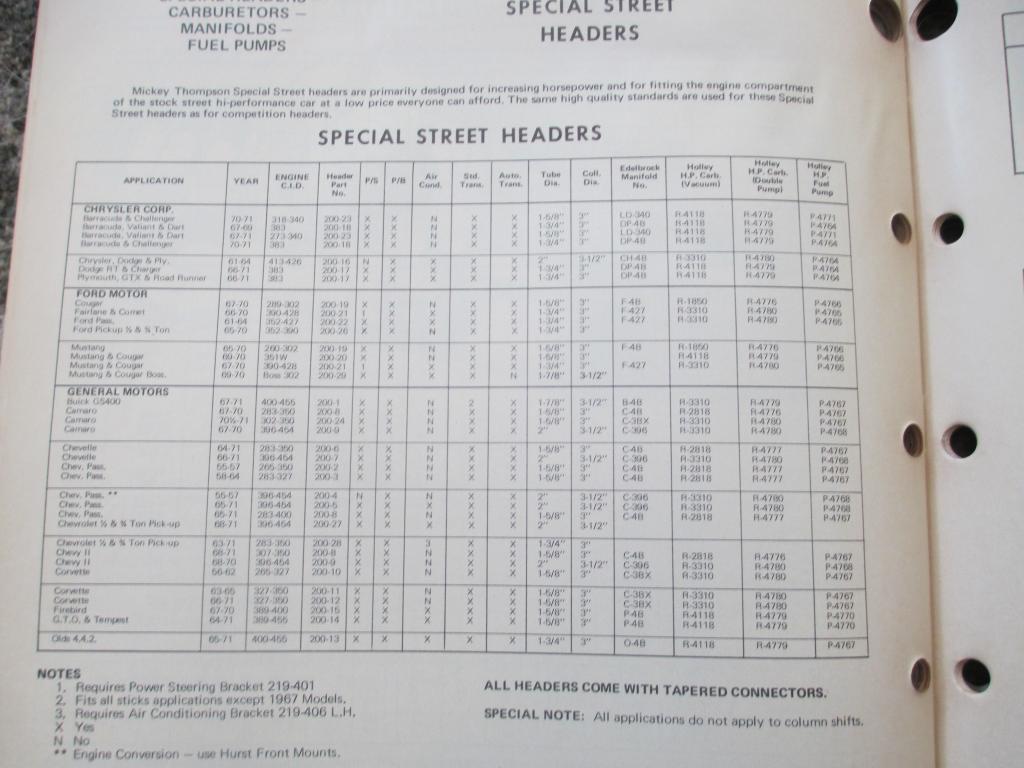 CARBURETORS –
MANIFOLDS –
FUEL PUMPS
SPECIAL STREET
HEADERS
Mickey Thompson Special Street headers are primarily designed for increasing horsepower and for fitting the engine compartment
of the stock street hi-performance car at a low price everyone can afford. The same high quality standards are used for these Special
Street headers as for competition headers.
SPECIAL STREET HEADERS
APPLICATION YEAR ENGINE C.I.D. Header Part No. P/S P/B Air Cond. Std. Trans. Auto. Trans. Tube Dia. Coll. Dia. Edelbrock Manifold No. Holley H.P. Carb. (Vacuum) Holley H.P. Carb. (Double Pump) Holley H.P. Fuel Pump
CHRYSLER CORP.
Barracuda & Challenger 70-71 318-340 200-23 X X N X X 1-5/8" 3" LD-340 R-4118 R-4779 P-4771
Barracuda, Valiant & Dart 67-69 383 200-18 X X N X X 1-3/4" 3" DP-4B R-4118 R-4779 P-4764
Barracuda, Valiant & Dart 67-71 273-340 200-23 X X N X X 1-5/8" 3" LD-340 R-4118 R-4779 P-4771
Barracuda & Challenger 70-71 383 200-18 X X N X X 1-3/4" 3" DP-4B R-4118 R-4779 P-4764
Chrysler, Dodge & Ply. 61-64 413-426 200-16 N X X X X 2" 3-1/2" CH-4B R-3310 R-4780 P-4764
Dodge RT & Charger 66-71 383 200-17 X X X X X 1-3/4" 3" DP-4B R-4118 R-4779 P-4764
Plymouth, GTX & Road Runner 66-71 383 200-17 X X X X X 1-3/4" 3" DP-4B R-4118 R-4779 P-4764
FORD MOTOR
Cougar 67-70 289-302 200-19 X X N X X 1-5/8" 3" F-4B R-1850 R-4776 P-4766
Fairlane & Comet 66-70 390-428 200-21 1 X X X X 1-3/4" 3" F-427 R-3310 R-4780 P-4765
Ford Pass. 61-64 352-427 200-22 X X X X X 1-3/4" 3" F-427 R-3310 R-4780 P-4765
Ford Pickup ½ & ¾ Ton 65-70 352-390 200-26 X X N X X 1-3/4" 3"
Mustang 65-70 260-302 200-19 X X N X X 1-5/8" 3" F-4B R-1850 R-4776 P-4766
Mustang & Cougar 69-70 351W 200-20 X X X X X 1-5/8" 3" R-4118 R-4779 P-4766
Mustang & Cougar 67-70 390-428 200-21 1 X X X X 1-3/4" 3" F-427 R-3310 R-4780 P-4765
Mustang & Cougar Boss. 69-70 Boss 302 200-29 X X X X N 1-7/8" 3-1/2"
GENERAL MOTORS
Buick GS400 67-71 400-455 200-1 X X N 2 X 1-7/8" 3-1/2" B-4B R-3310 R-4779 P-4767
Camaro 67-70 283-350 200-8 X X N X X 1-5/8" 3" C-4B R-2818 R-4776 P-4767
Camaro 70½-71 302-350 200-24 X X N X X 1-5/8" 3" C-3BX R-3310 R-4780 P-4767
Camaro 67-70 396-454 200-9 X X N X X 2" 3-1/2" C-396 R-3310 R-4780 P-4768
Chevelle 64-71 283-350 200-6 X X N X X 1-5/8" 3" C-4B R-2818 R-4777 P-4767
Chevelle 66-71 396-454 200-7 X X N X X 2" 3-1/2" C-396 R-3310 R-4780 P-4768
Chev. Pass. 55-57 265-350 200-2 X X N X X 1-5/8" 3" C-4B R-2818 R-4777 P-4767
Chev. Pass. 58-64 283-327 200-3 X X N X X 1-5/8" 3" C-4B R-2818 R-4777 P-4767
Chev. Pass. ** 55-57 396-454 200-4 N X N X X 2" 3-1/2" C-396 R-3310 R-4780 P-4768
Chev. Pass. 65-71 396-454 200-5 X X X X X 2" 3-1/2" C-396 R-3310 R-4780 P-4768
Chev. Pass. 65-71 283-400 200-8 X X N X X 1-5/8" 3" C-4B R-2818 R-4777 P-4767
Chevrolet ½ & ¾ Ton Pick-up 68-71 396-454 200-27 X X X X X 2" 3-1/2"
Chevrolet ½ & ¾ Ton Pick-up 63-71 283-350 200-28 X X 3 X X 1-3/4" 3"
Chevy II 68-71 307-350 200-8 X X N X X 1-5/8" 3" C-4B R-2818 R-4776 P-4767
Chevy II 68-70 396-454 200-9 X X N X X 2" 3-1/2" C-396 R-3310 R-4780 P-4768
Corvette 56-62 265-327 200-10 X X N X X 1-5/8" 3" C-3BX R-3310 R-4780 P-4767
Corvette 63-65 327-350 200-11 X X N X X 1-5/8" 3" C-3BX R-3310 R-4780 P-4767
Corvette 66-71 327-350 200-12 X X N X X 1-5/8" 3" C-3BX R-3310 R-4780 P-4767
Firebird 67-70 389-400 200-15 X X X X X 1-5/8" 3" P-4B R-4118 R-4779 P-4770
G.T.O. & Tempest 64-71 389-455 200-14 X X X X X 1-5/8" 3" P-4B R-4118 R-4779 P-4770
Olds 4.4.2. 65-71 400-455 200-13 X X X X X 1-3/4" 3" O-4B R-4118 R-4779 P-4767
NOTES
1. Requires Power Steering Bracket 219-401
2. Fits all sticks applications except 1967 Models.
3. Requires Air Conditioning Bracket 219-406 L.H.
X Yes
N No
** Engine Conversion – use Hurst Front Mounts.
ALL HEADERS COME WITH TAPERED CONNECTORS.
SPECIAL NOTE: All applications do not apply to column shifts.